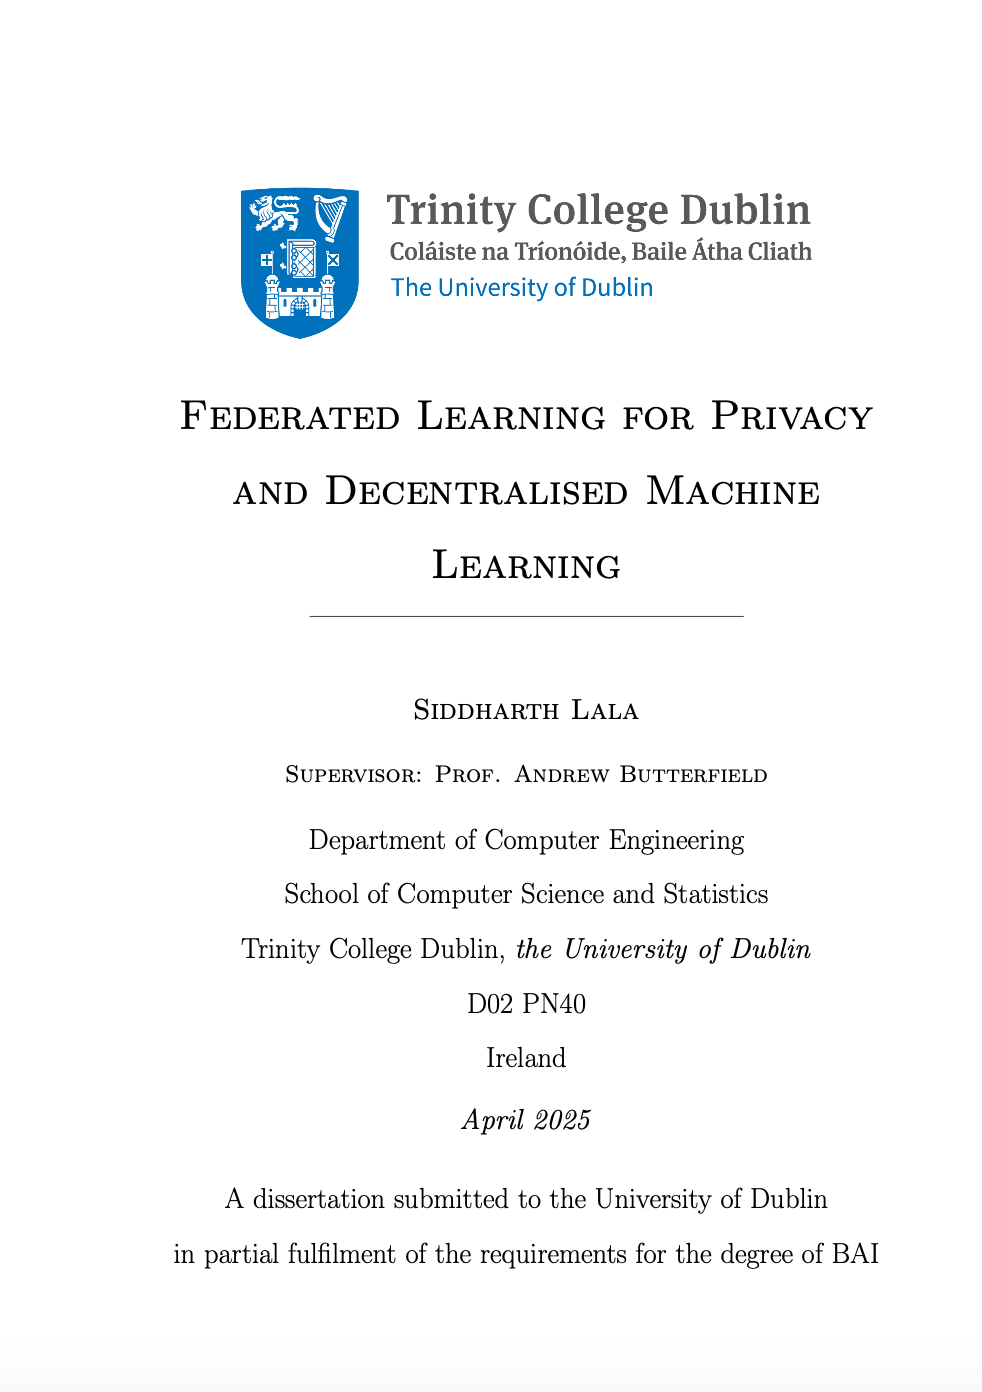 Trinity College Dublin
Coláiste na Tríonóide, Baile Átha Cliath
The University of Dublin
Federated Learning for Privacy
and Decentralised Machine
Learning
Siddharth Lala
Supervisor: Prof. Andrew Butterfield
Department of Computer Engineering
School of Computer Science and Statistics
Trinity College Dublin, the University of Dublin
D02 PN40
Ireland
April 2025
A dissertation submitted to the University of Dublin
in partial fulfilment of the requirements for the degree of BAI